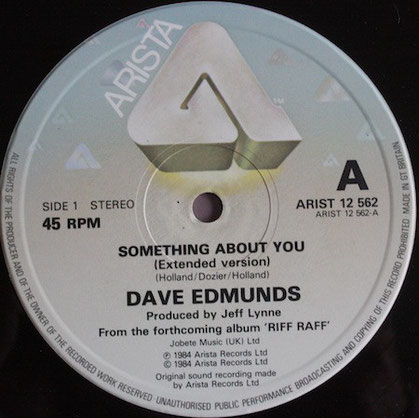 ARISTA
™
A
SIDE 1 STEREO
45 RPM
ARIST 12 562
ARIST 12 562-A
SOMETHING ABOUT YOU
(Extended version)
(Holland/Dozier/Holland)
DAVE EDMUNDS
Produced by Jeff Lynne
From the forthcoming album 'RIFF RAFF'
Jobete Music (UK) Ltd
℗ 1984 Arista Records Ltd
© 1984 Arista Records Ltd
Original sound recording made
by Arista Records Ltd
ALL RIGHTS OF THE PRODUCER AND OF THE OWNER OF THE RECORDED WORK RESERVED UNAUTHORISED PUBLIC PERFORMANCE BROADCASTING AND COPYING OF THIS RECORD PROHIBITED MADE IN GT. BRITAIN